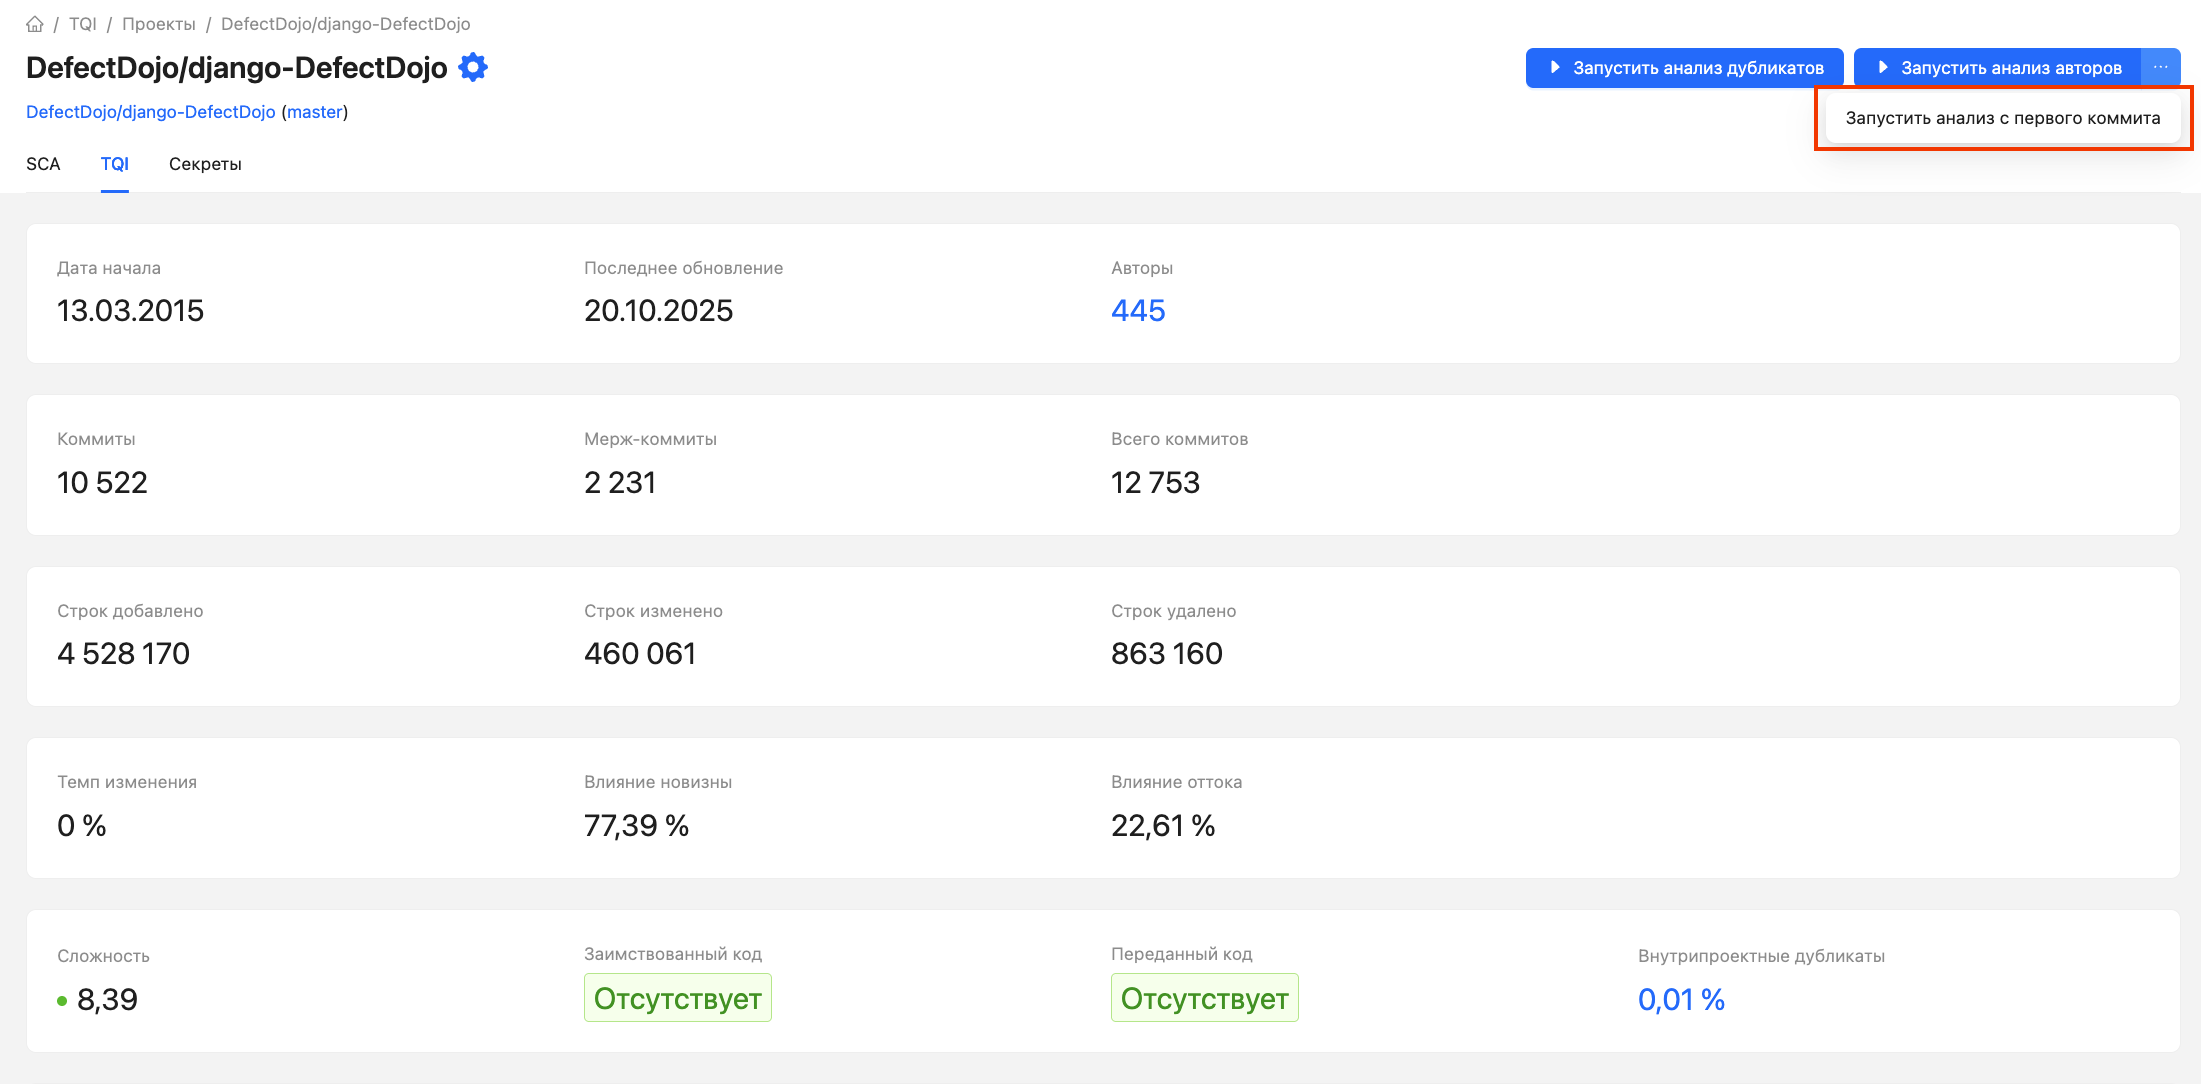 / TQI / Проекты / DefectDojo/django-DefectDojo
DefectDojo/django-DefectDojo
Запустить анализ дубликатов
Запустить анализ авторов ···
DefectDojo/django-DefectDojo (master)
Запустить анализ с первого коммита
SCA TQI Секреты
Дата начала Последнее обновление Авторы
13.03.2015 20.10.2025 445
Коммиты Мерж-коммиты Всего коммитов
10 522 2 231 12 753
Строк добавлено Строк изменено Строк удалено
4 528 170 460 061 863 160
Темп изменения Влияние новизны Влияние оттока
0 % 77,39 % 22,61 %
Сложность Заимствованный код Переданный код Внутрипроектные дубликаты
8,39 Отсутствует Отсутствует 0,01 %